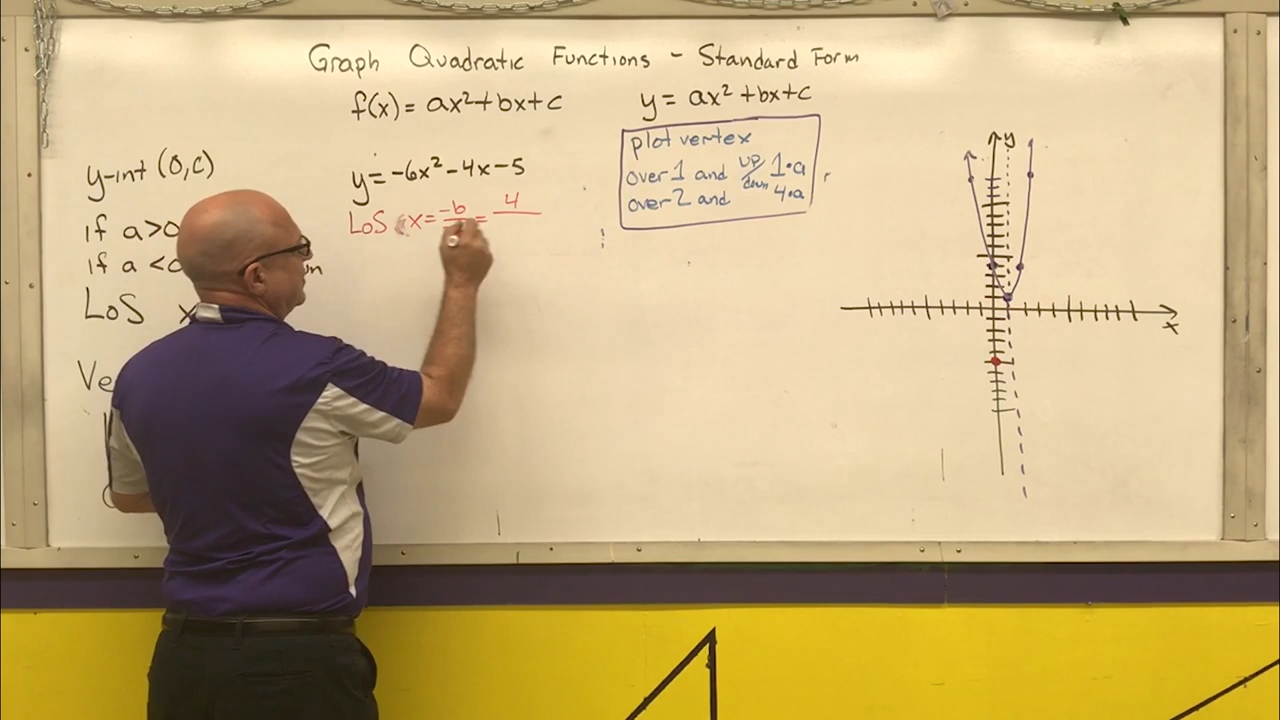 Graph Quadratic Functions - Standard Form
f(x) = ax²+bx+c
y = ax²+bx+c
y-int (0,c)
if a>0
if a <0
LoS x
y= -6x² - 4x - 5
LoS x= -b = 4
plot vertex
over 1 and up/down 1•a
over 2 and 4•a
y
x